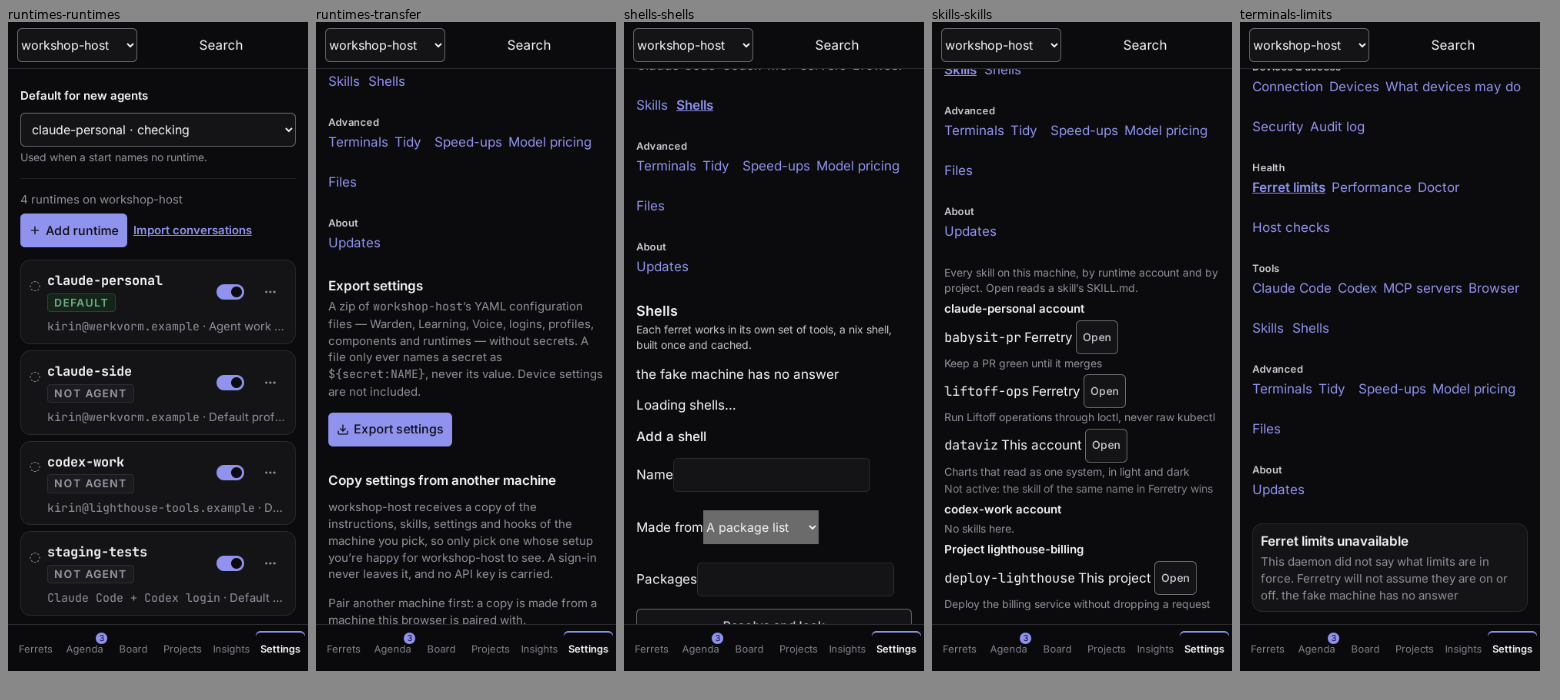 runtimes-runtimes
workshop-host
Search
Default for new agents
claude-personal · checking
Used when a start names no runtime.
4 runtimes on workshop-host
+ Add runtime
Import conversations
claude-personal
DEFAULT
kirin@werkvorm.example · Agent work ...
claude-side
NOT AGENT
kirin@werkvorm.example · Default prof...
codex-work
NOT AGENT
kirin@lighthouse-tools.example · D...
staging-tests
NOT AGENT
Claude Code + Codex login · Default ...
Ferrets
Agenda
3
Board
Projects
Insights
Settings
runtimes-transfer
workshop-host
Search
Skills Shells
Advanced
Terminals Tidy Speed-ups Model pricing
Files
About
Updates
Export settings
A zip of workshop-host's YAML configuration
files — Warden, Learning, Voice, logins, profiles,
components and runtimes — without secrets. A
file only ever names a secret as
${secret:NAME}, never its value. Device settings
are not included.
Export settings
Copy settings from another machine
workshop-host receives a copy of the
instructions, skills, settings and hooks of the
machine you pick, so only pick one whose setup
you're happy for workshop-host to see. A sign-in
never leaves it, and no API key is carried.
Pair another machine first: a copy is made from a
machine this browser is paired with.
Ferrets
Agenda
3
Board
Projects
Insights
Settings
shells-shells
workshop-host
Search
Skills Shells
Advanced
Terminals Tidy Speed-ups Model pricing
Files
About
Updates
Shells
Each ferret works in its own set of tools, a nix shell,
built once and cached.
the fake machine has no answer
Loading shells...
Add a shell
Name
Made from A package list
Packages
Ferrets
Agenda
3
Board
Projects
Insights
Settings
skills-skills
workshop-host
Search
Skills Shells
Advanced
Terminals Tidy Speed-ups Model pricing
Files
About
Updates
Every skill on this machine, by runtime account and by
project. Open reads a skill's SKILL.md.
claude-personal account
babysit-pr Ferretry Open
Keep a PR green until it merges
liftoff-ops Ferretry Open
Run Liftoff operations through loctl, never raw kubectl
dataviz This account Open
Charts that read as one system, in light and dark
Not active: the skill of the same name in Ferretry wins
codex-work account
No skills here.
Project lighthouse-billing
deploy-lighthouse This project Open
Deploy the billing service without dropping a request
Ferrets
Agenda
3
Board
Projects
Insights
Settings
terminals-limits
workshop-host
Search
Connection Devices What devices may do
Security Audit log
Health
Ferret limits Performance Doctor
Host checks
Tools
Claude Code Codex MCP servers Browser
Skills Shells
Advanced
Terminals Tidy Speed-ups Model pricing
Files
About
Updates
Ferret limits unavailable
This daemon did not say what limits are in
force. Ferretry will not assume they are on or
off. the fake machine has no answer
Ferrets
Agenda
3
Board
Projects
Insights
Settings